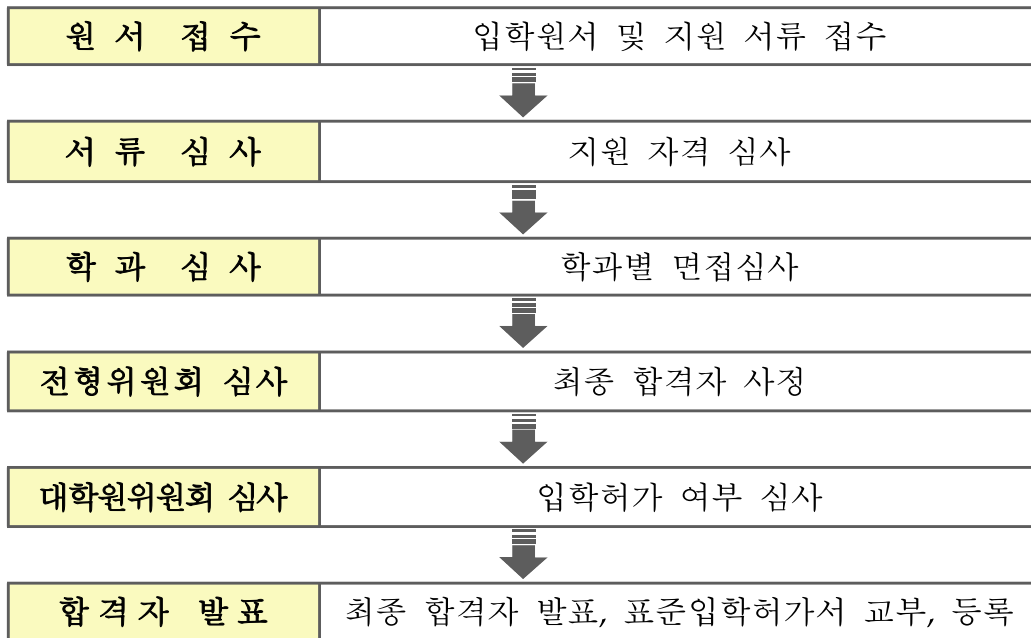 원서 접수 입학원서 및 지원 서류 접수
서류 심사 지원 자격 심사
학과 심사 학과별 면접심사
전형위원회 심사 최종 합격자 사정
대학원위원회 심사 입학허가 여부 심사
합격자 발표 최종 합격자 발표, 표준입학허가서 교부, 등록